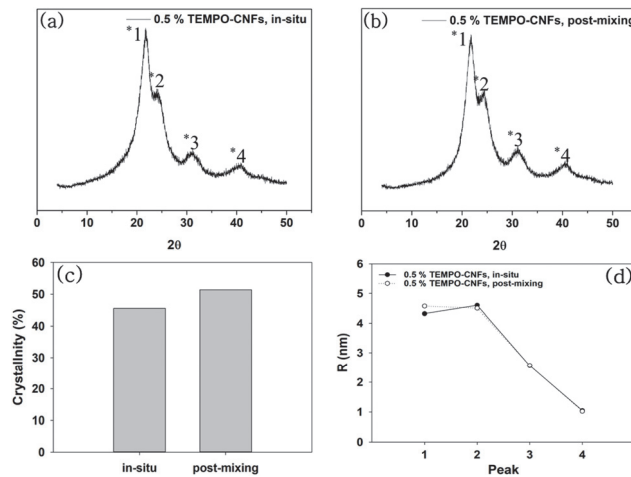 (a)
0.5 % TEMPO-CNFs, in-situ
*1
*2
*3
*4
0
10
20
30
40
50
2θ
(b)
0.5 % TEMPO-CNFs, post-mixing
*1
*2
*3
*4
0
10
20
30
40
50
2θ
(c)
Crystallnity (%)
60
50
40
30
20
10
0
in-situ
post-mixing
(d)
0.5 % TEMPO-CNFs, in-situ
0.5 % TEMPO-CNFs, post-mixing
R (nm)
6
5
4
3
2
1
0
1
2
3
4
Peak